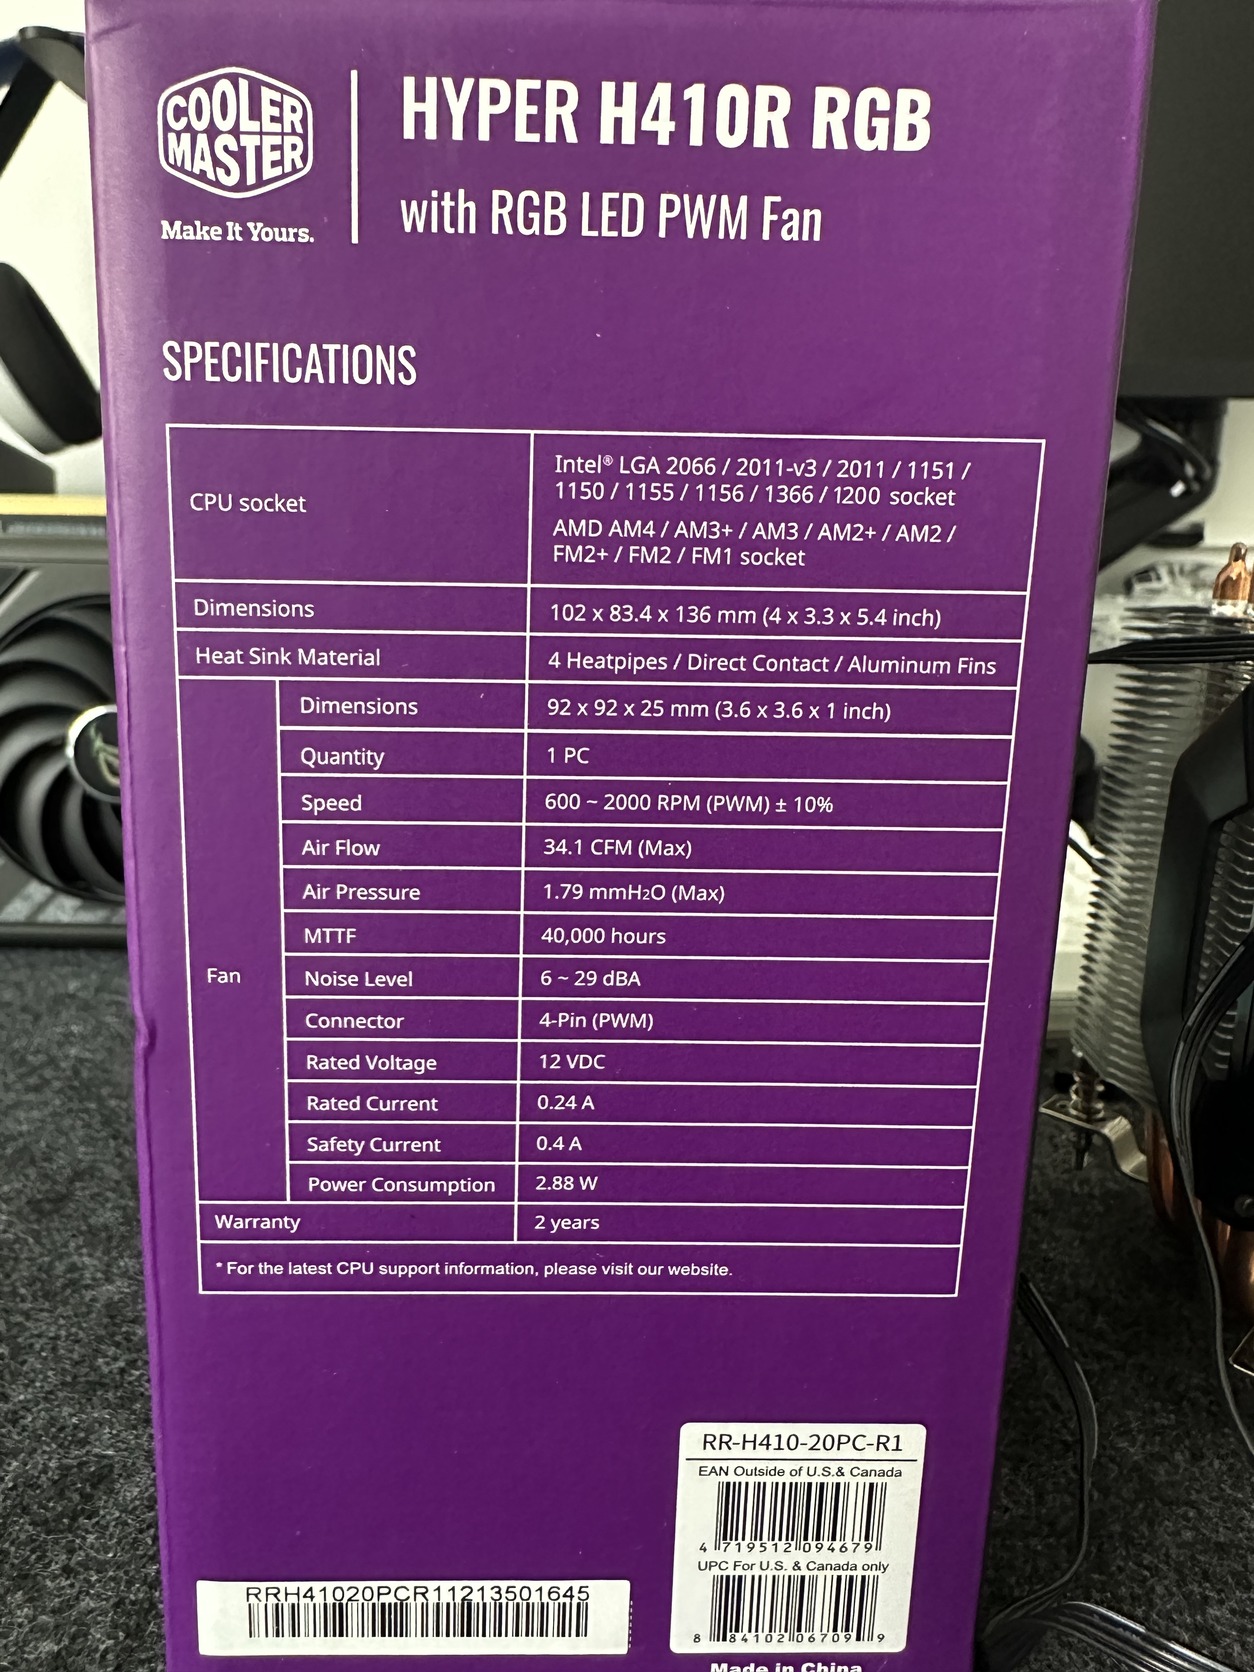 COOLER
MASTER
Make It Yours.
HYPER H410R RGB
with RGB LED PWM Fan
SPECIFICATIONS
CPU socket
Intel® LGA 2066 / 2011-v3 / 2011 / 1151 /
1150 / 1155 / 1156 / 1366 / 1200 socket
AMD AM4 / AM3+ / AM3 / AM2+ / AM2 /
FM2+ / FM2 / FM1 socket
Dimensions
102 x 83.4 x 136 mm (4 x 3.3 x 5.4 inch)
Heat Sink Material
4 Heatpipes / Direct Contact / Aluminum Fins
Fan
Dimensions
92 x 92 x 25 mm (3.6 x 3.6 x 1 inch)
Quantity
1 PC
Speed
600 ~ 2000 RPM (PWM) ± 10%
Air Flow
34.1 CFM (Max)
Air Pressure
1.79 mmH₂O (Max)
MTTF
40,000 hours
Noise Level
6 ~ 29 dBA
Connector
4-Pin (PWM)
Rated Voltage
12 VDC
Rated Current
0.24 A
Safety Current
0.4 A
Power Consumption
2.88 W
Warranty
2 years
* For the latest CPU support information, please visit our website.
RR-H410-20PC-R1
EAN Outside of U.S.& Canada
4 719512 094679
UPC For U.S. & Canada only
8 84102 06709 9
RRH41020PCR11213501645
Made in China